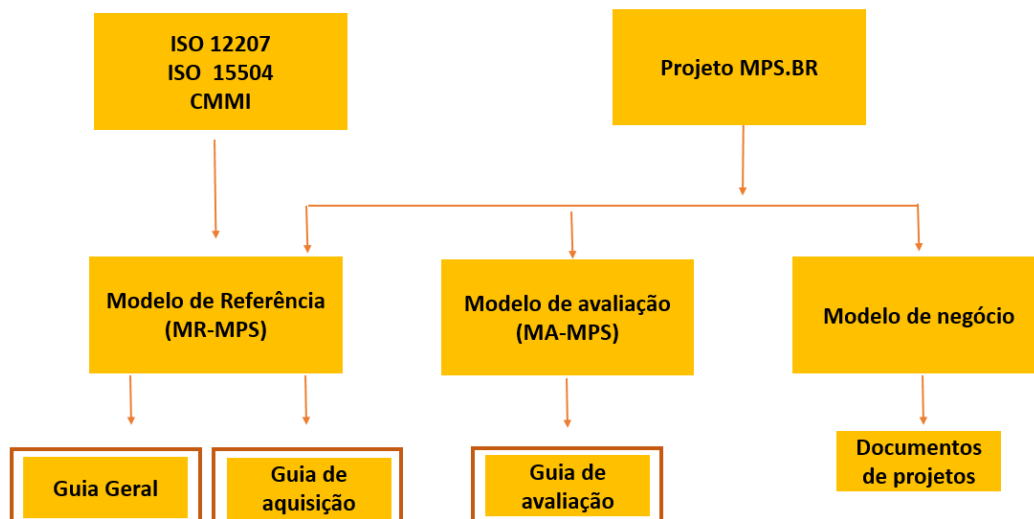 ISO 12207
ISO 15504
CMMI
Projeto MPS.BR
Modelo de Referência
(MR-MPS)
Modelo de avaliação
(MA-MPS)
Modelo de negócio
Guia Geral
Guia de
aquisição
Guia de
avaliação
Documentos
de projetos